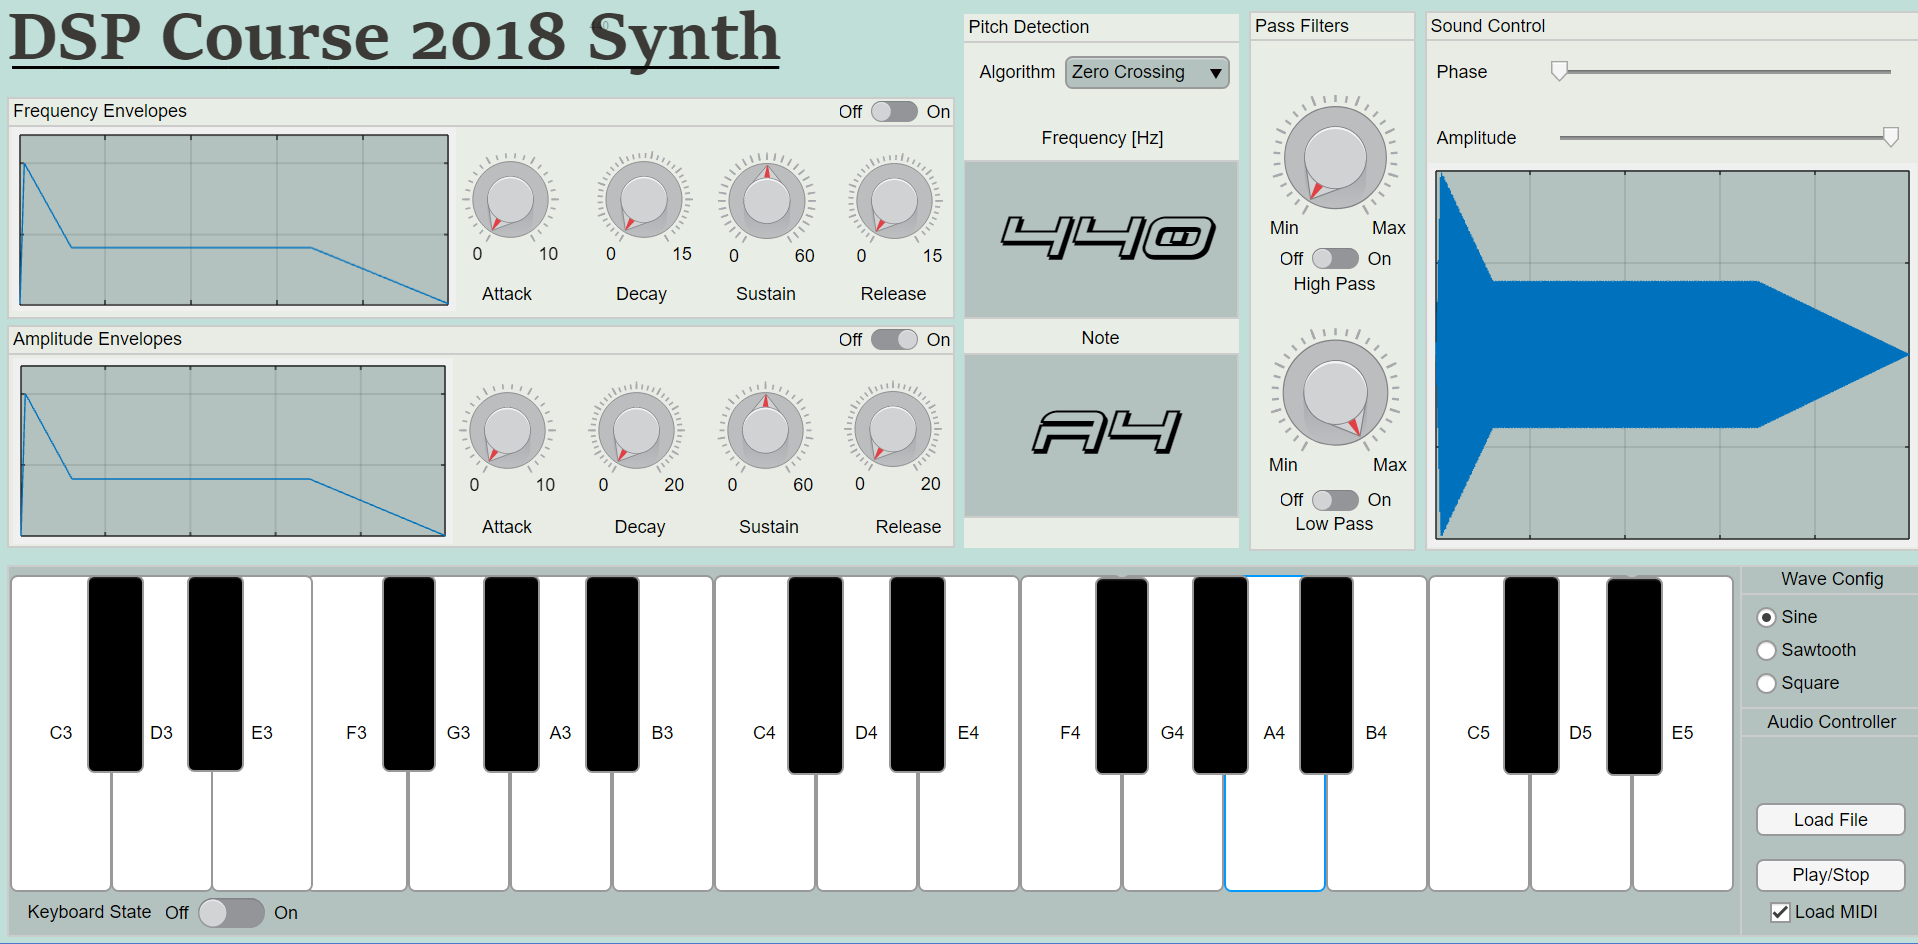 DSP Course 2018 Synth
Frequency Envelopes
Off On
0 10
Attack
0 15
Decay
0 60
Sustain
0 15
Release
Amplitude Envelopes
Off On
0 10
Attack
0 20
Decay
0 60
Sustain
0 20
Release
Pitch Detection
Algorithm Zero Crossing
Frequency [Hz]
440
Note
A4
Pass Filters
Min Max
Off On
High Pass
Min Max
Off On
Low Pass
Sound Control
Phase
Amplitude
C3 D3 E3 F3 G3 A3 B3 C4 D4 E4 F4 G4 A4 B4 C5 D5 E5
Keyboard State Off On
Wave Config
Sine
Sawtooth
Square
Audio Controller
Load File
Play/Stop
Load MIDI